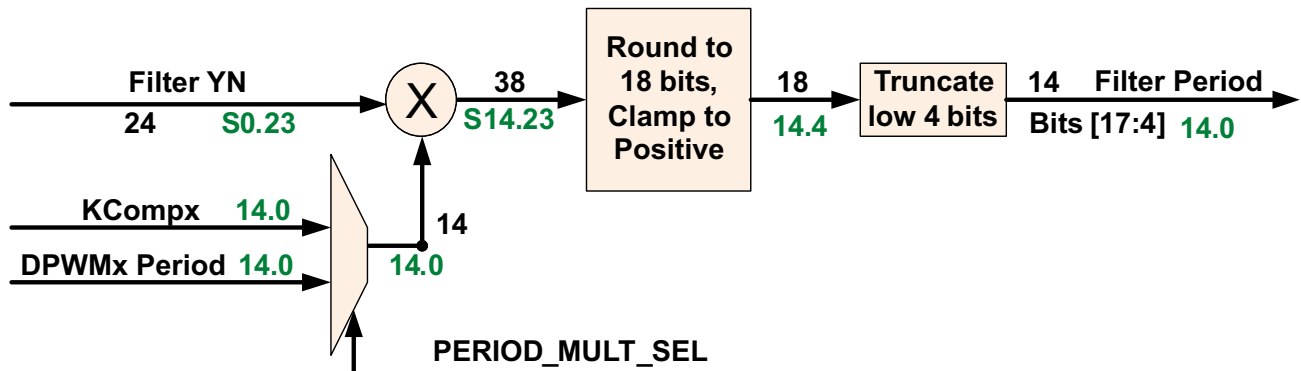 Filter YN
24 S0.23
X
38
S14.23
Round to
18 bits,
Clamp to
Positive
18
14.4
Truncate
low 4 bits
14 Filter Period
Bits [17:4] 14.0
KCompx 14.0
DPWMx Period 14.0
14
14.0
PERIOD_MULT_SEL